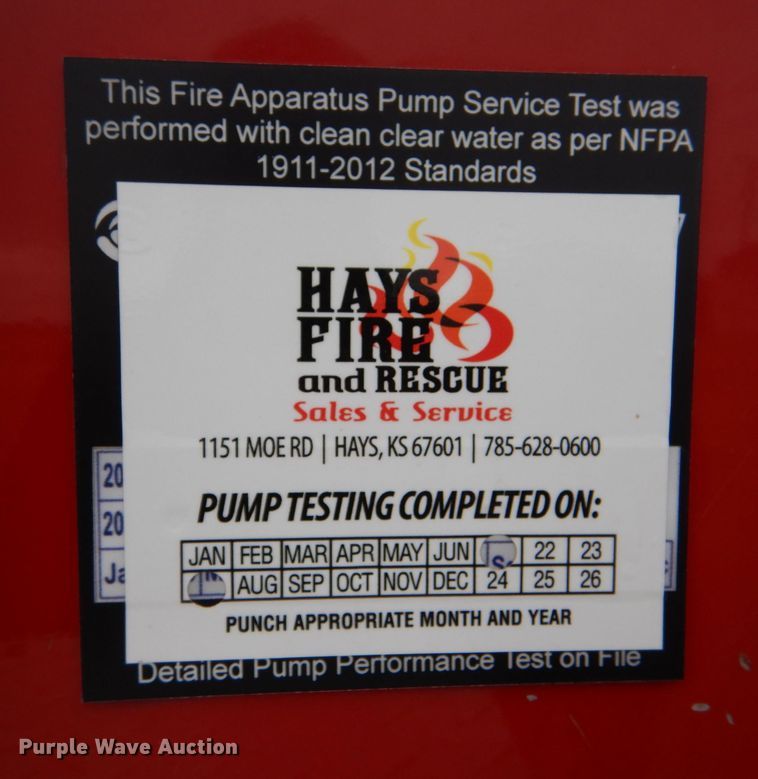 This Fire Apparatus Pump Service Test was
performed with clean clear water as per NFPA
1911-2012 Standards
HAYS
FIRE
and RESCUE
Sales & Service
1151 MOE RD | HAYS, KS 67601 | 785-628-0600
PUMP TESTING COMPLETED ON:
20
JAN FEB MAR APR MAY JUN 22 23
20
AUG SEP OCT NOV DEC 24 25 26
Ja
PUNCH APPROPRIATE MONTH AND YEAR
Detailed Pump Performance Test on File
Purple Wave Auction